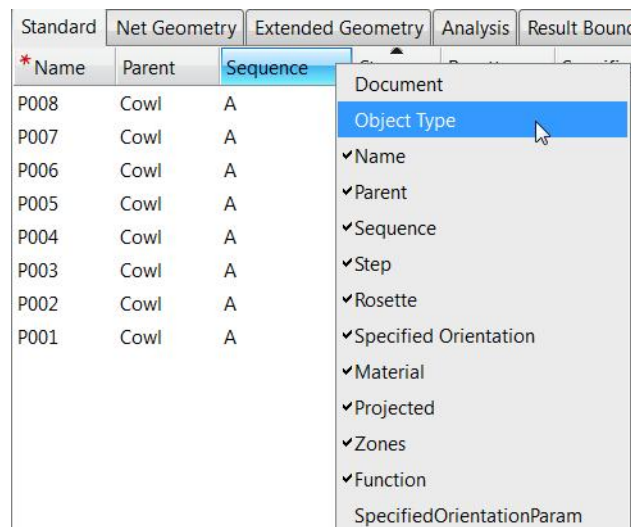 Standard Net Geometry Extended Geometry Analysis Result Bound
*Name Parent Sequence
Document
Object Type
P008 Cowl A
P007 Cowl A
P006 Cowl A
P005 Cowl A
P004 Cowl A
P003 Cowl A
P002 Cowl A
P001 Cowl A
✔Name
✔Parent
✔Sequence
✔Step
✔Rosette
✔Specified Orientation
✔Material
✔Projected
✔Zones
✔Function
SpecifiedOrientationParam